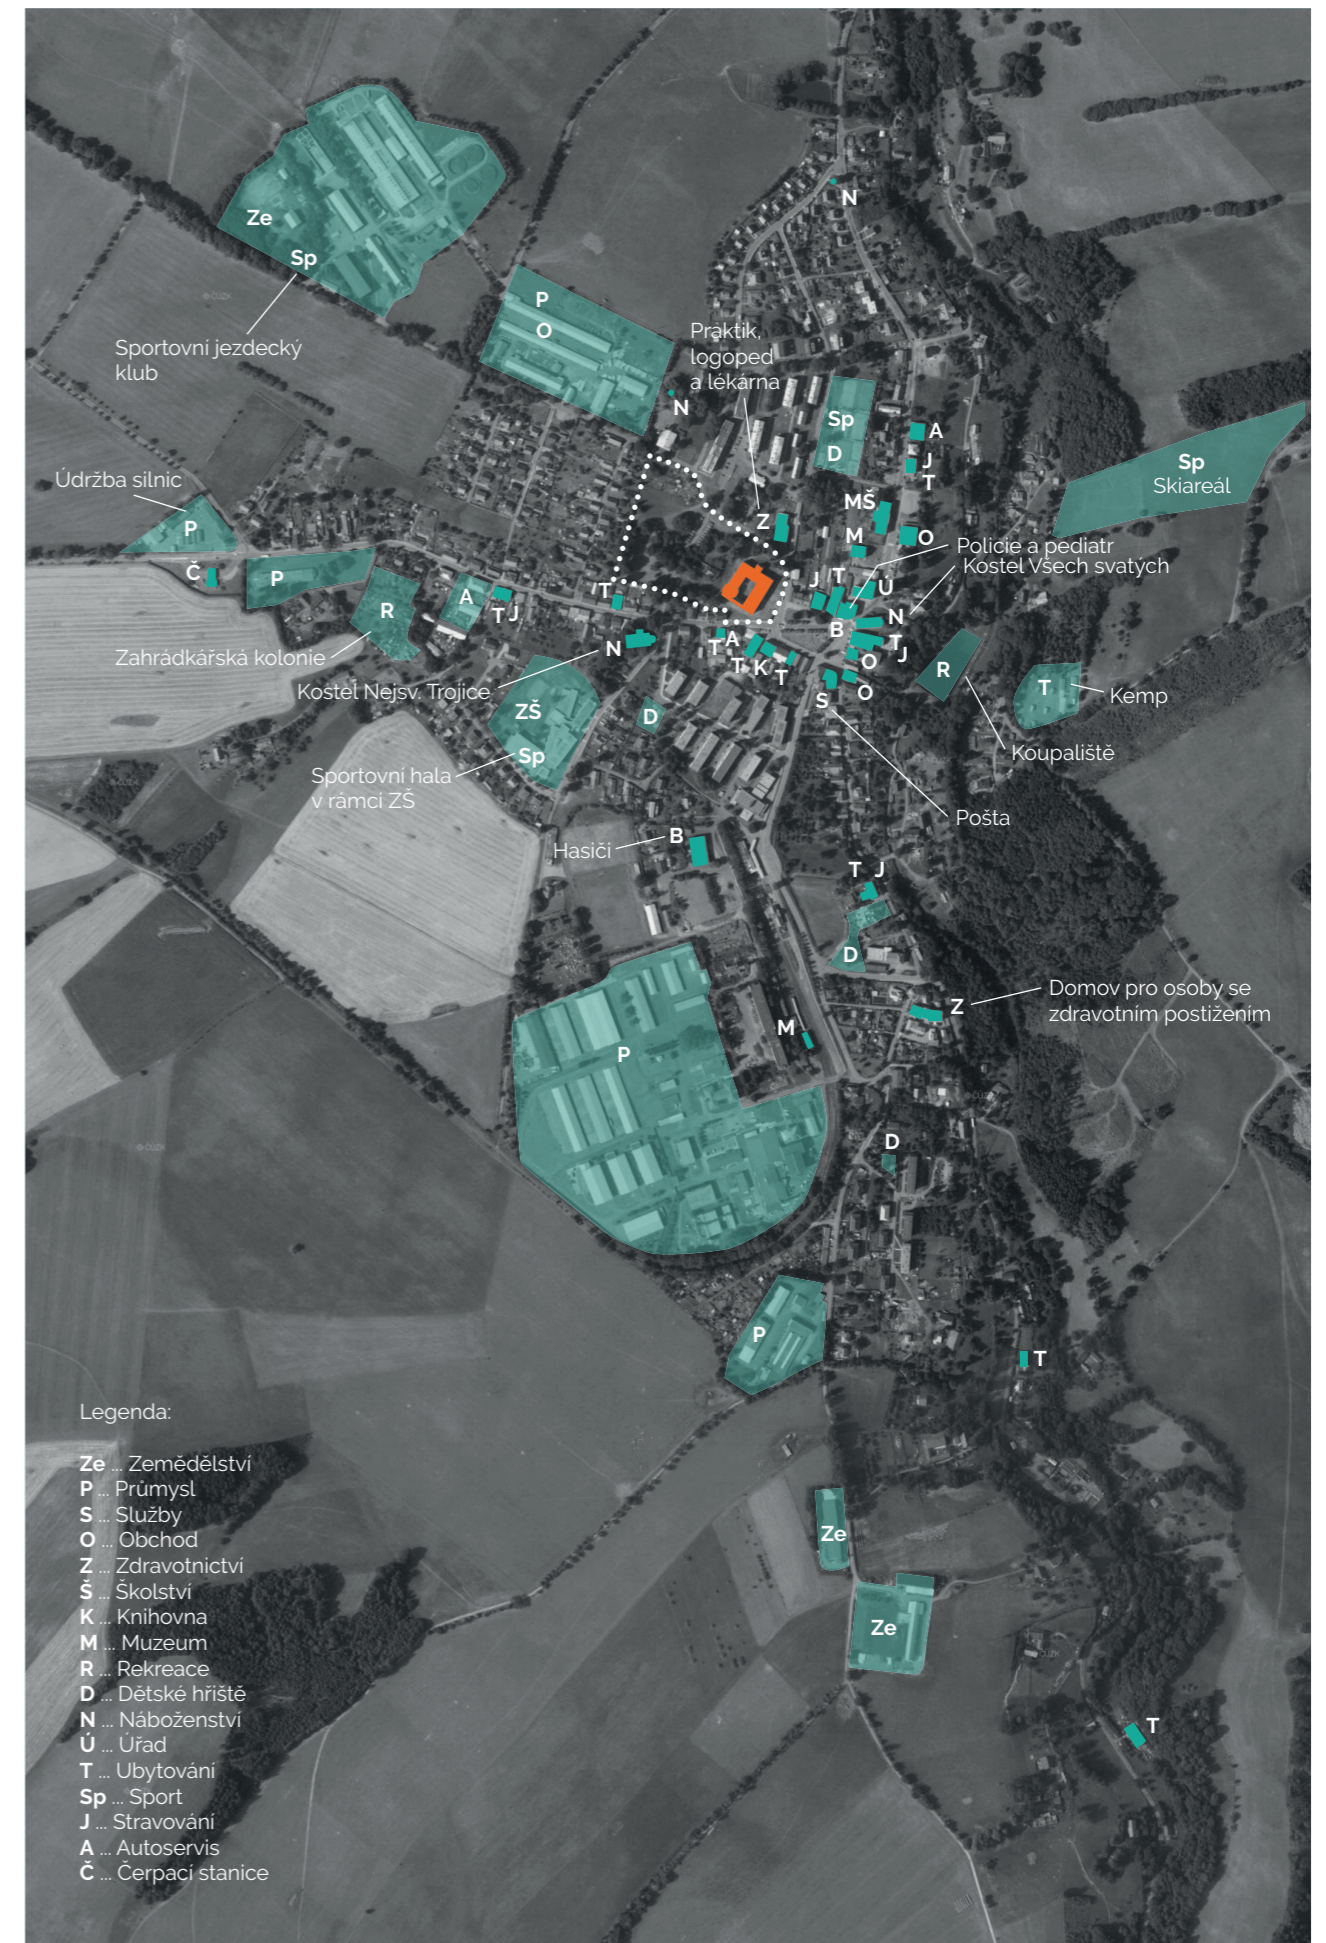 N
Ze
Sp
Sportovní jezdecký
klub
P
O
N
Praktik,
logoped
a lékárna
Sp
D
A
J
T
Sp
Skiareál
Údržba silnic
P
Č
P
R
A
T J
T
Z
MŠ
M
O
Policie a pediatr
Kostel Všech svatých
J
T
Ú
N
B
T
J
O
O
S
Zahrádkářská kolonie
N
Kostel Nejsv. Trojice
T
A
T
K
T
R
T
Kemp
Koupaliště
ZŠ
Sp
D
Sportovní hala
v rámci ZŠ
Pošta
B
Hasiči
T J
D
Z
Domov pro osoby se
zdravotním postižením
M
P
D
P
T
Ze
Ze
T
Legenda:
Ze ... Zemědělství
P ... Průmysl
S ... Služby
O ... Obchod
Z ... Zdravotnictví
Š ... Školství
K ... Knihovna
M ... Muzeum
R ... Rekreace
D ... Dětské hřiště
N ... Náboženství
Ú ... Úřad
T ... Ubytování
Sp ... Sport
J ... Stravování
A ... Autoservis
Č ... Čerpací stanice
© ČÚZK
© ČÚZK